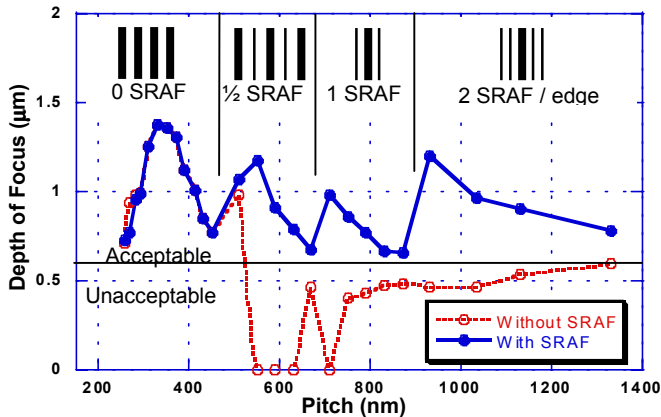 2
1.5
1
0.5
0
Depth of Focus (µm)
0 SRAF
½ SRAF
1 SRAF
2 SRAF / edge
Acceptable
Unacceptable
Without SRAF
With SRAF
200 400 600 800 1000 1200 1400
Pitch (nm)